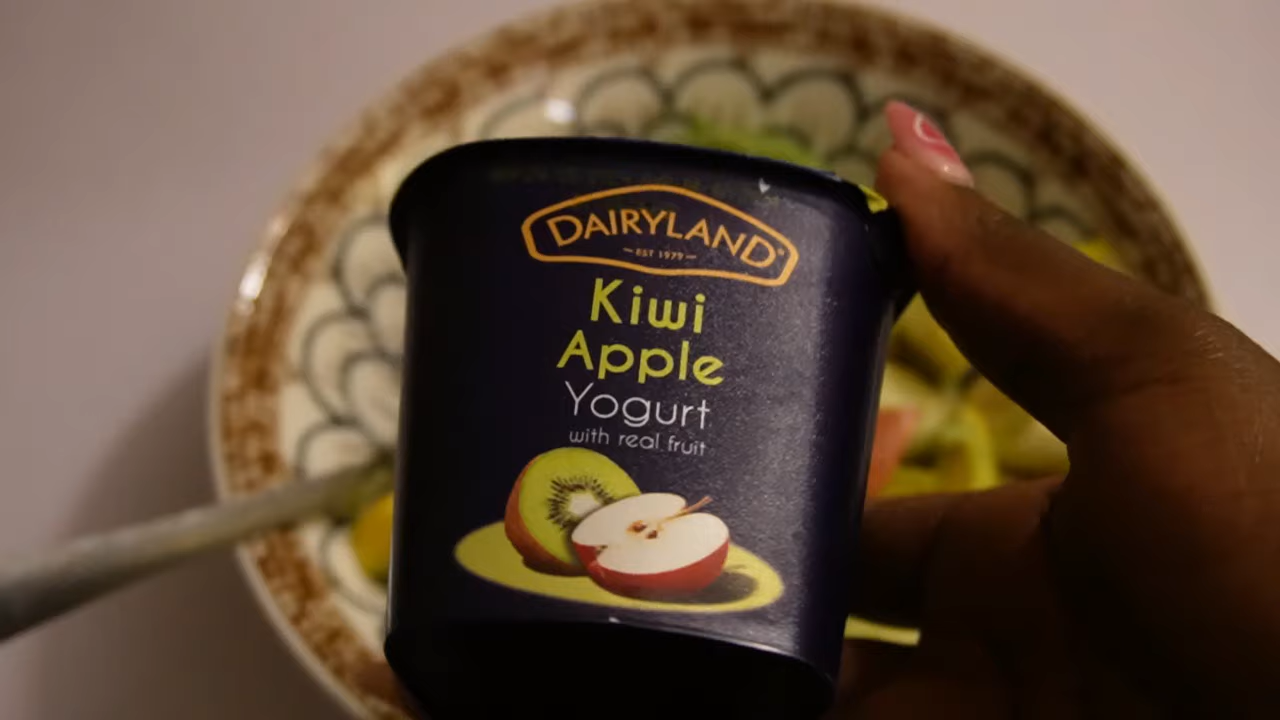 DAIRYLAND
EST 1979
Kiwi
Apple
Yogurt
with real fruit